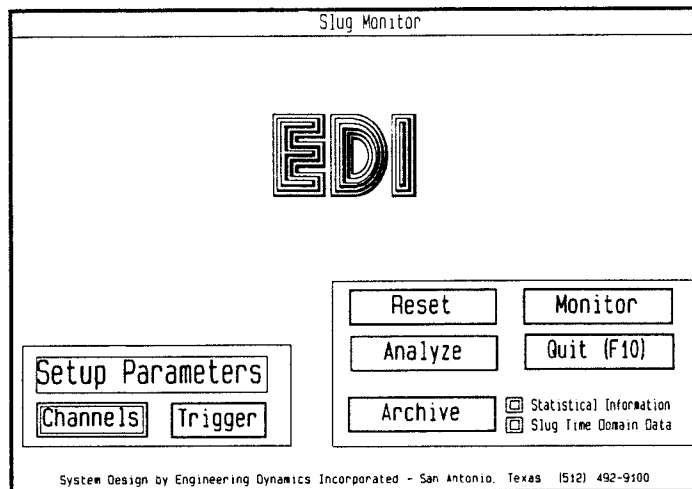 Slug Monitor
EDI
Reset
Monitor
Analyze
Quit (F10)
Setup Parameters
Channels
Trigger
Archive
Statistical Information
Slug Time Domain Data
System Design by Engineering Dynamics Incorporated - San Antonio, Texas (512) 492-9100